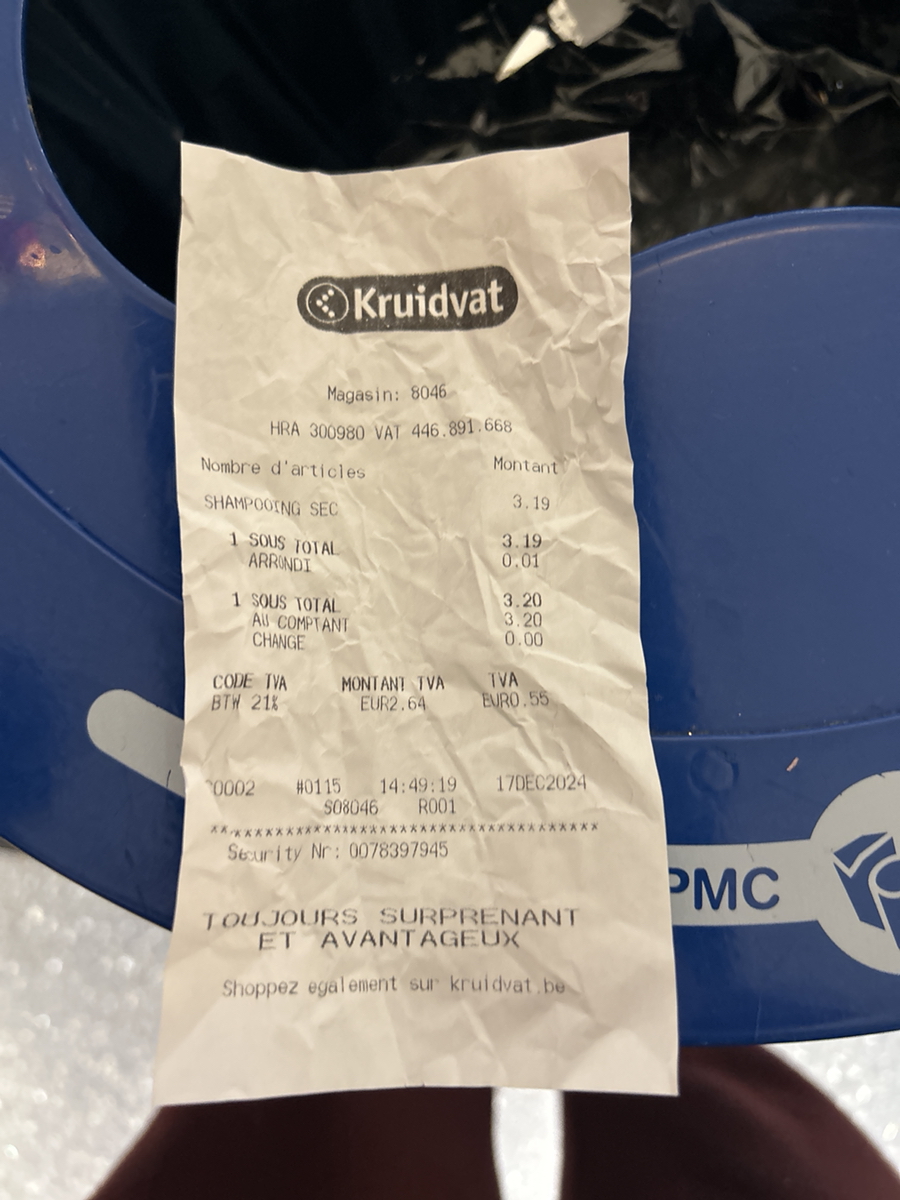 Kruidvat
Magasin: 8046
HRA 300980 VAT 446.891.668
Nombre d'articles Montant
SHAMPOOING SEC 3.19
1 SOUS TOTAL 3.19
ARRONDI 0.01
1 SOUS TOTAL 3.20
AU COMPTANT 3.20
CHANGE 0.00
CODE TVA MONTANT TVA TVA
BTW 21% EUR2.64 EUR0.55
C0002 #0115 14:49:19 17DEC2024
S08046 R001
******************************************
Security Nr: 0078397945
TOUJOURS SURPRENANT
ET AVANTAGEUX
Shoppez egalement sur kruidvat.be
PMC